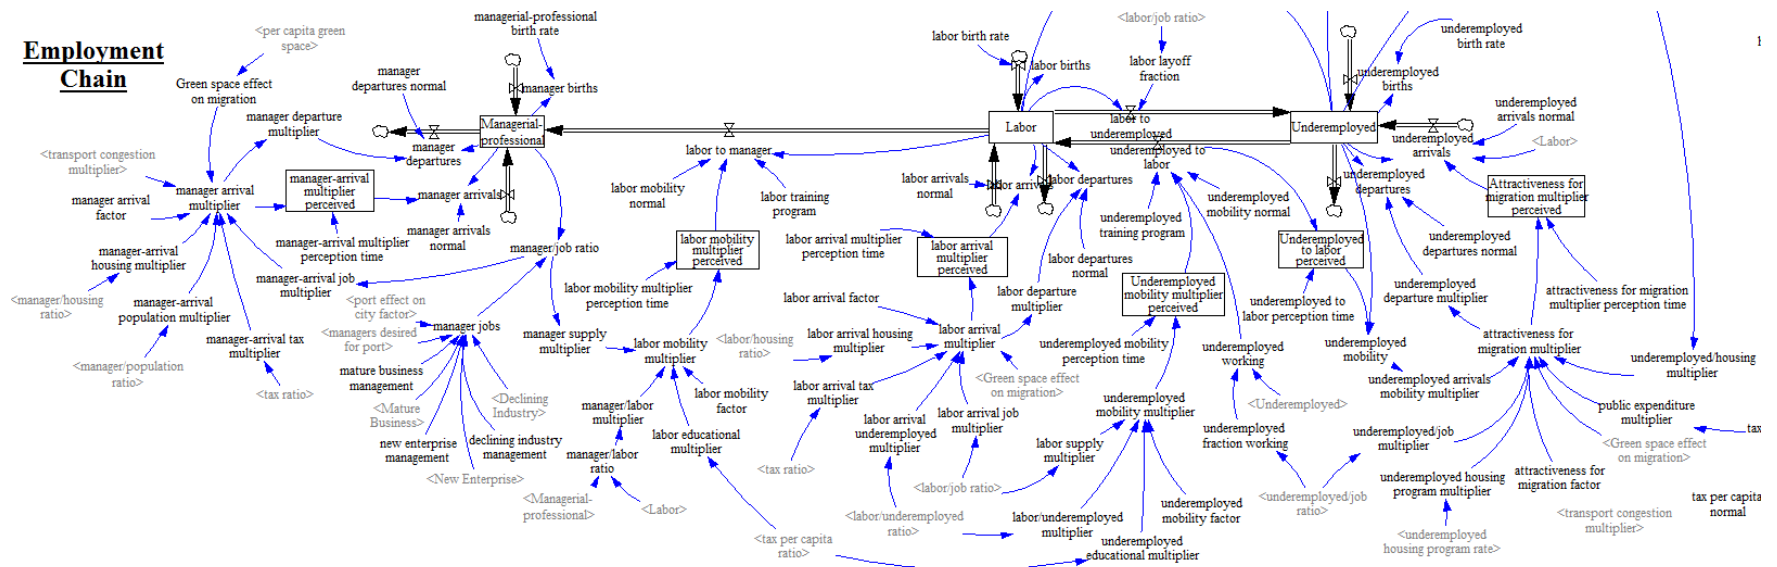 Employment
Chain
<per capita green
space>
Green space effect
on migration
manager
departures normal
managerial-professional
birth rate
manager births
manager departure
multiplier
manager
departures
Managerial-
professional
<transport congestion
multiplier>
manager arrival
factor
manager arrival
multiplier
manager-arrival
multiplier
perceived
manager arrivals
manager arrivals
normal
manager-arrival multiplier
perception time
manager-arrival
housing multiplier
<manager/housing
ratio>
manager-arrival job
multiplier
manager-arrival
population multiplier
<manager/population
ratio>
manager-arrival tax
multiplier
<tax ratio>
manager/job ratio
<port effect on
city factor>
<managers desired
for port>
manager jobs
mature business
management
<Mature
Business>
new enterprise
management
<New Enterprise>
declining industry
management
<Declining
Industry>
manager supply
multiplier
labor to manager
labor mobility
normal
labor training
program
labor mobility
multiplier
perceived
labor mobility multiplier
perception time
labor mobility
multiplier
labor mobility
factor
manager/labor
multiplier
manager/labor
ratio
<Managerial-
professional>
<Labor>
labor educational
multiplier
<tax per capita
ratio>
labor birth rate
labor births
<labor/job ratio>
labor layoff
fraction
Labor
labor to
underemployed
labor arrivals
normal
labor arrivals
labor departures
labor arrival multiplier
perception time
labor arrival
multiplier
perceived
labor departures
normal
labor departure
multiplier
labor arrival factor
labor arrival housing
multiplier
<labor/housing
ratio>
labor arrival
multiplier
<Green space effect
on migration>
labor arrival tax
multiplier
<tax ratio>
labor arrival
underemployed
multiplier
labor arrival job
multiplier
<labor/job ratio>
<labor/underemployed
ratio>
underemployed to
labor
underemployed
mobility normal
underemployed
training program
Underemployed
mobility multiplier
perceived
underemployed mobility
perception time
underemployed
working
<Underemployed>
underemployed
fraction working
underemployed
mobility multiplier
labor supply
multiplier
labor/underemployed
multiplier
underemployed
educational multiplier
underemployed
mobility factor
<underemployed/job
ratio>
Underemployed
underemployed
birth rate
underemployed
births
underemployed
arrivals normal
underemployed
arrivals
<Labor>
underemployed
departures
underemployed
departures normal
Underemployed
to labor
perceived
underemployed to
labor perception time
underemployed
mobility
Attractiveness for
migration multiplier
perceived
attractiveness for migration
multiplier perception time
underemployed
departure multiplier
attractiveness for
migration multiplier
underemployed arrivals
mobility multiplier
underemployed/housing
multiplier
public expenditure
multiplier
tax
<Green space effect
on migration>
underemployed/job
multiplier
underemployed housing
program multiplier
<underemployed
housing program rate>
attractiveness for
migration factor
<transport congestion
multiplier>
tax per capita
normal